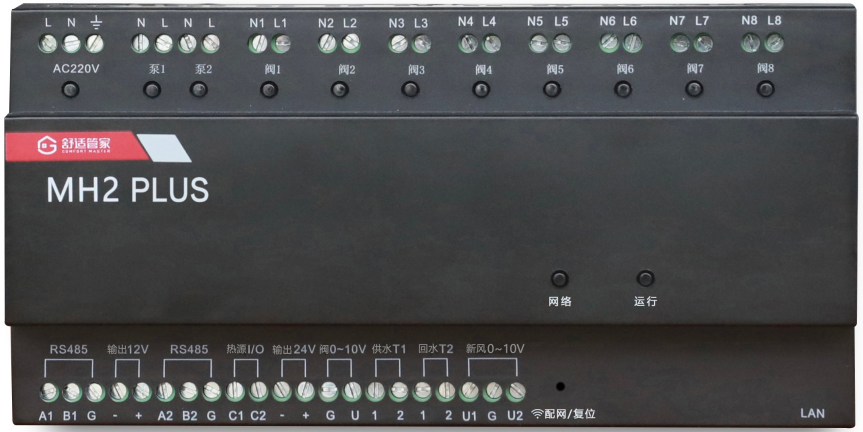 L N N L N L N1 L1 N2 L2 N3 L3 N4 L4 N5 L5 N6 L6 N7 L7 N8 L8
AC220V 泵1 泵2 阀1 阀2 阀3 阀4 阀5 阀6 阀7 阀8
舒适管家
COMFORT MASTER
MH2 PLUS
网络 运行
RS485 输出12V RS485 热源I/O 输出24V 阀0~10V 供水T1 回水T2 新风0~10V
A1 B1 G - + A2 B2 G C1 C2 - + G U 1 2 1 2 U1 G U2 配网/复位 LAN